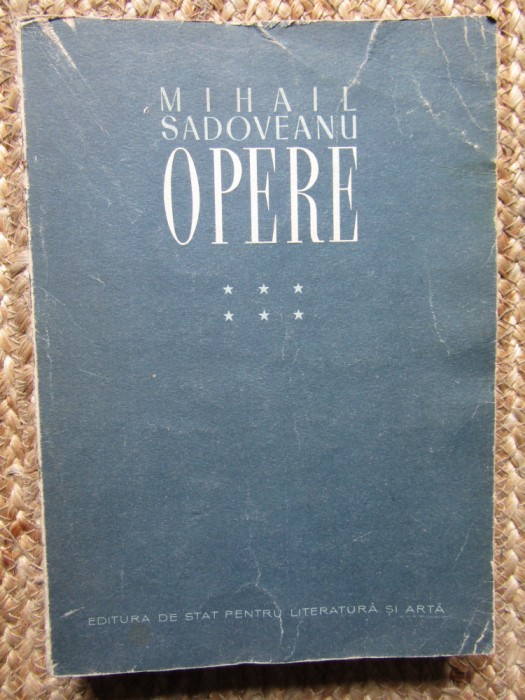 MIHAIL
SADOVEANU
OPERE
★ ★ ★
★ ★ ★
EDITURA DE STAT PENTRU LITERATURĂ ȘI ARTĂ